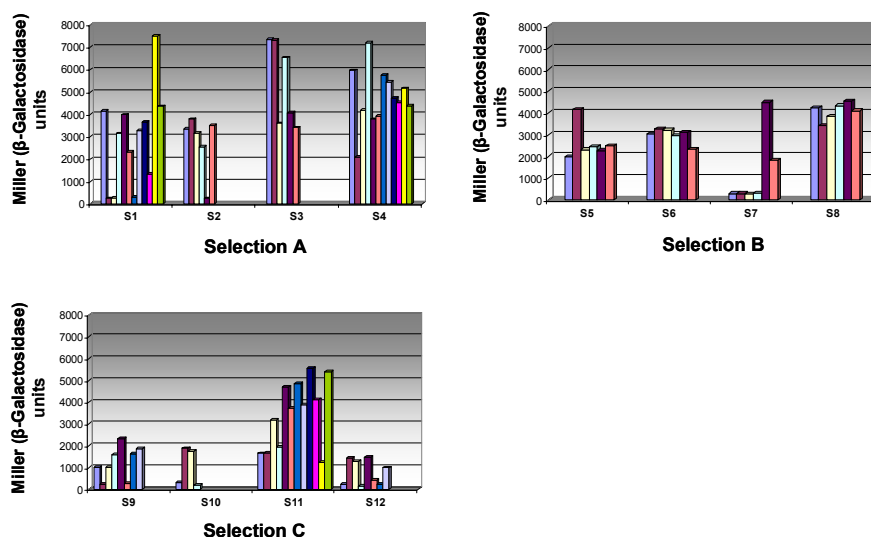 Miller (β-Galactosidase)
units
8000
7000
6000
5000
4000
3000
2000
1000
0
S1 S2 S3 S4
Selection A
Miller (β-Galactosidase)
units
8000
7000
6000
5000
4000
3000
2000
1000
0
S5 S6 S7 S8
Selection B
Miller (β-Galactosidase)
units
8000
7000
6000
5000
4000
3000
2000
1000
0
S9 S10 S11 S12
Selection C